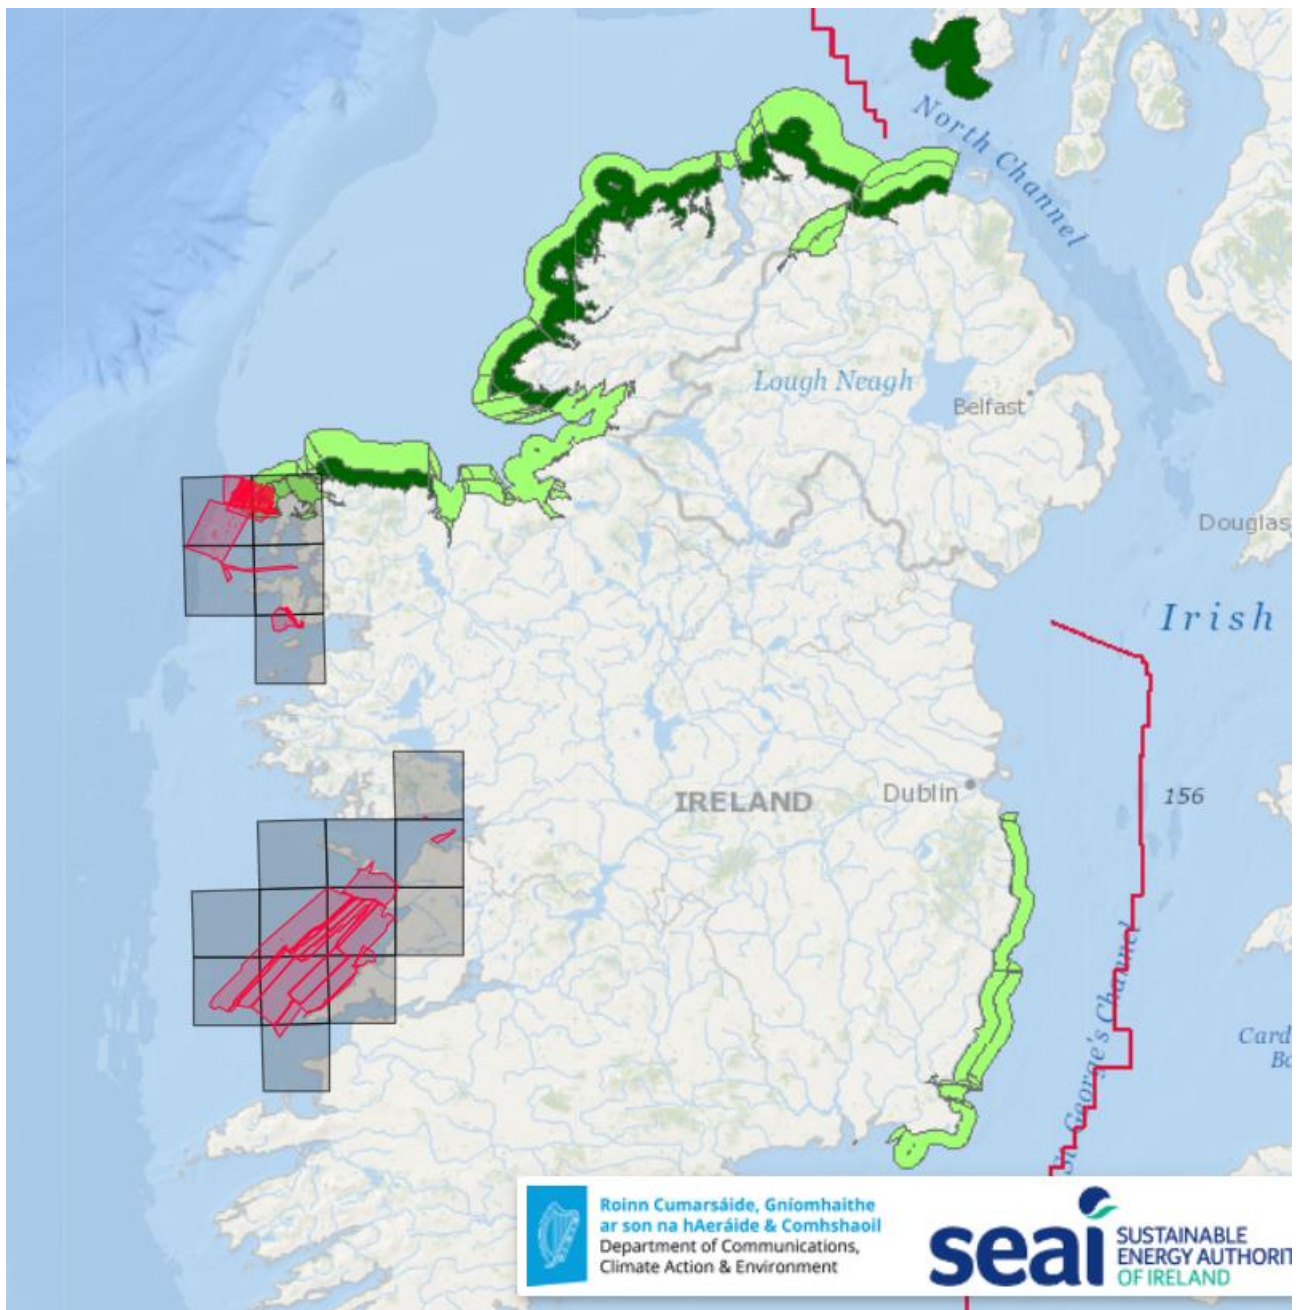 North Channel
Lough Neagh
Belfast
Douglas
Irish
IRELAND
Dublin
156
St. George's Channel
Card
Roinn Cumarsáide, Gníomhaithe
ar son na hAeráide & Comhshaoil
Department of Communications,
Climate Action & Environment
seai
SUSTAINABLE
ENERGY AUTHORIT
OF IRELAND